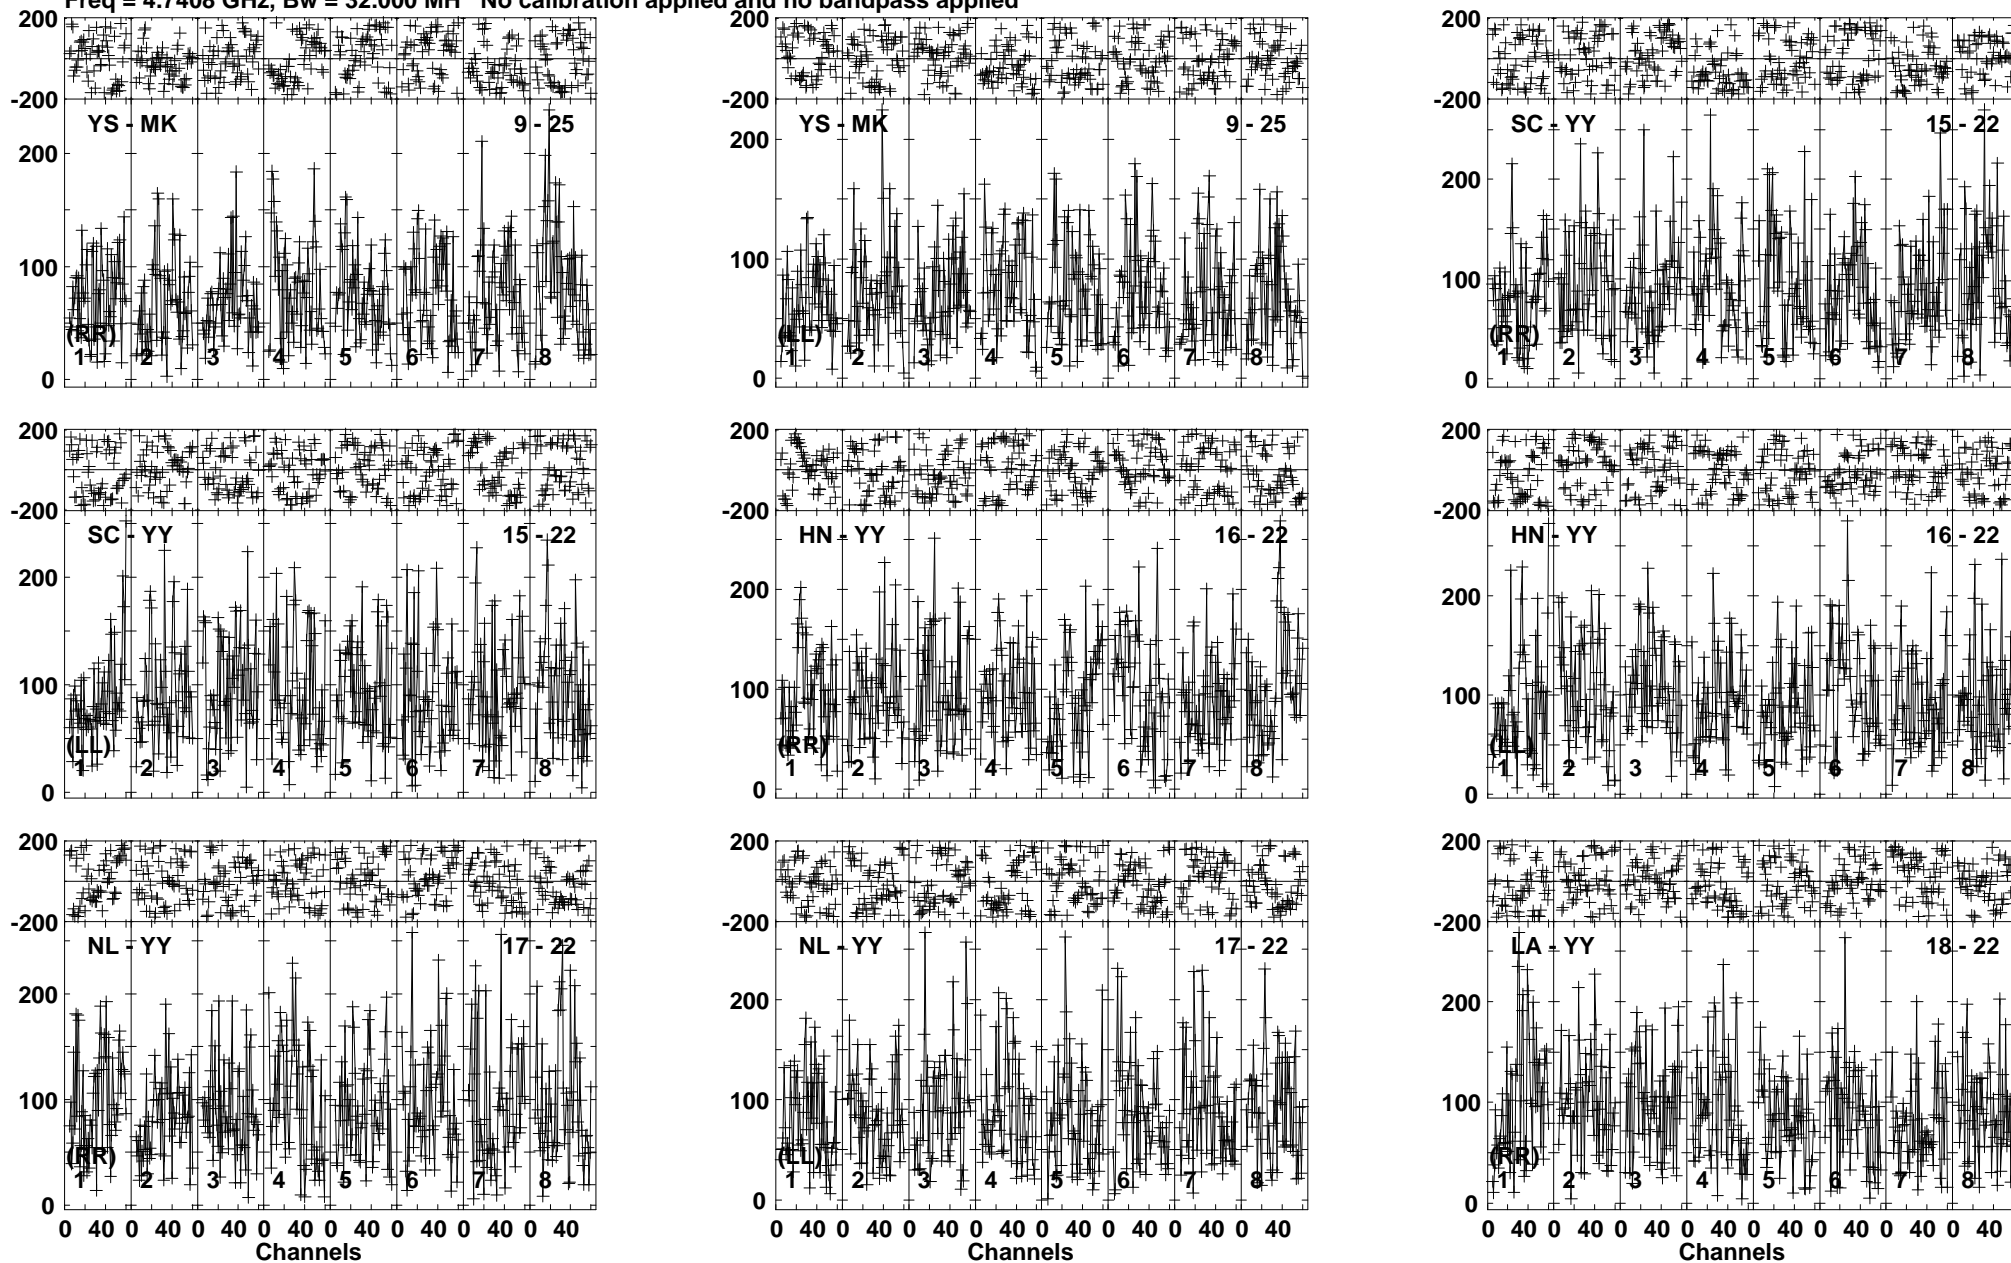 Freq = 4.7408 GHz, Bw = 32.000 MH No calibration applied and no bandpass applied
200 200 200
-200 -200 -200
YS - MK 9 - 25 YS - MK 9 - 25 SC - YY 15 - 22
200 200 200
100 100 100
(RR) (LL) (RR)
1 2 3 4 5 6 7 8 1 2 3 4 5 6 7 8 1 2 3 4 5 6 7 8
0 0 0
200 200 200
-200 -200 -200
SC - YY 15 - 22 HN - YY 16 - 22 HN - YY 16 - 22
200 200 200
100 100 100
(LL) (RR) (LL)
1 2 3 4 5 6 7 8 1 2 3 4 5 6 7 8 1 2 3 4 5 6 7 8
0 0 0
200 200 200
-200 -200 -200
NL - YY 17 - 22 NL - YY 17 - 22 LA - YY 18 - 22
200 200 200
100 100 100
(RR) (LL) (RR)
1 2 3 4 5 6 7 8 1 2 3 4 5 6 7 8 1 2 3 4 5 6 7 8
0 0 0
0 40 0 40 0 40 0 40 0 40 0 40 0 40 0 40 0 40 0 40 0 40 0 40 0 40 0 40 0 40 0 40 0 40 0 40 0 40 0 40 0 40 0 40 0 40 0 40
Channels Channels Channels